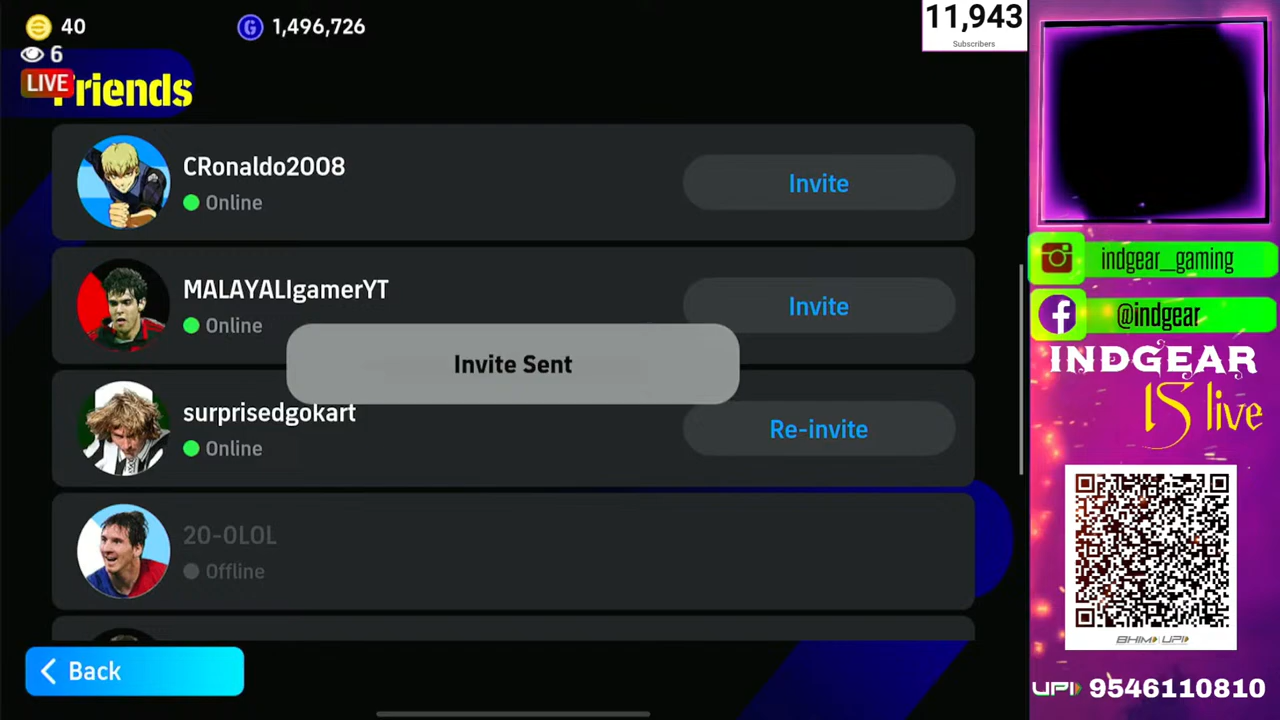 40
1,496,726
6
LIVE
Friends
CRonaldo2008
Online
Invite
MALAYALIgamerYT
Online
Invite
Invite Sent
surprisedgokart
Online
Re-invite
20-0LOL
Offline
Back
11,943
Subscribers
indgear_gaming
@indgear
INDGEAR
IS live
BHIM UPI
UPI 9546110810